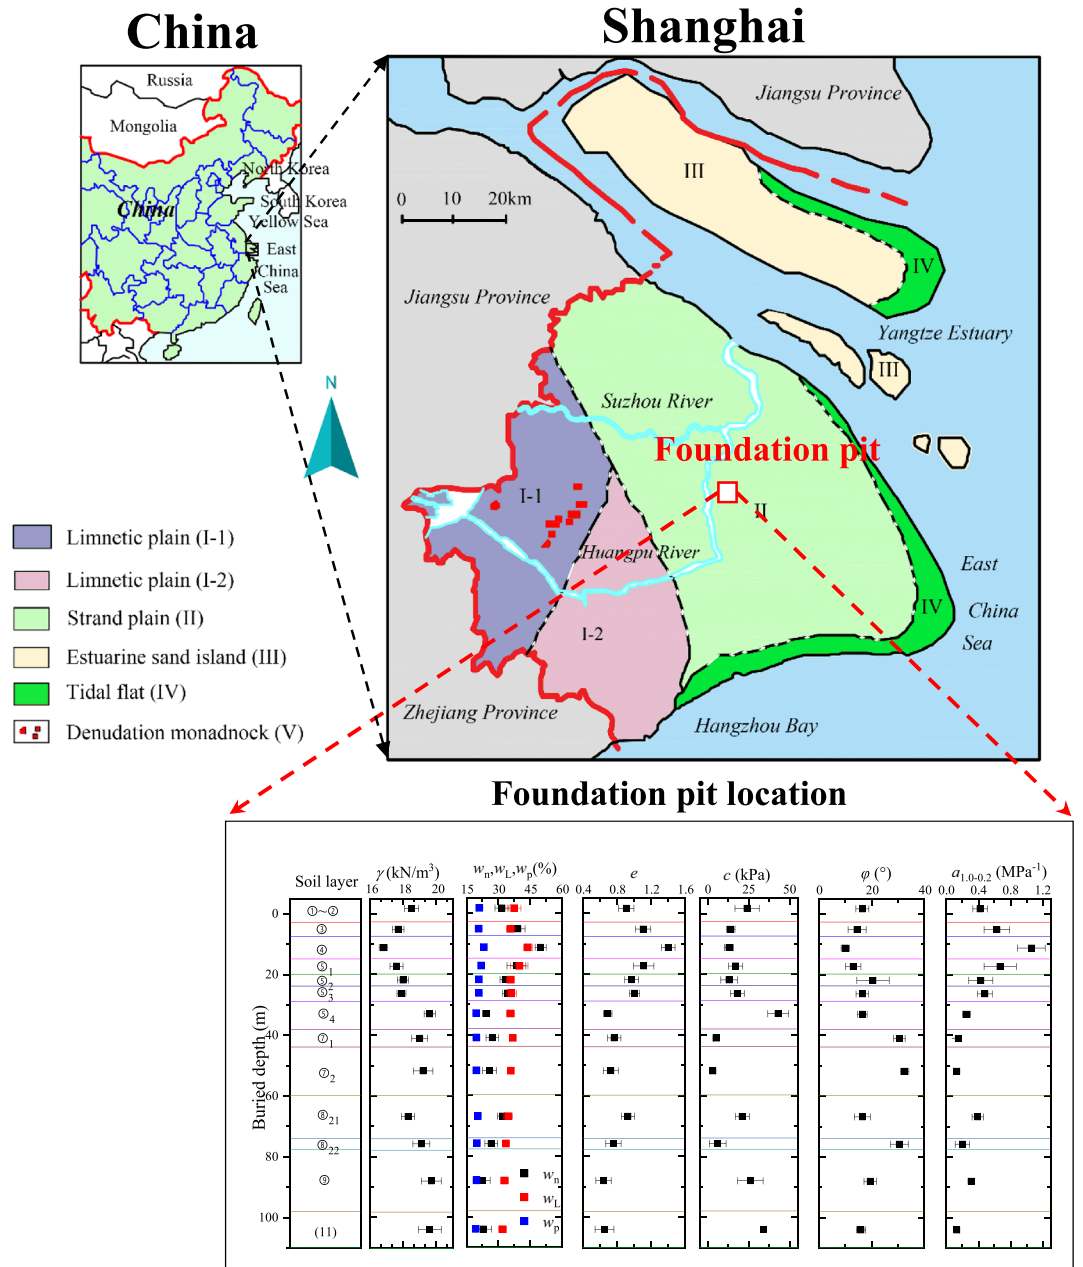 China
Shanghai
Russia
Mongolia
North Korea
China
South Korea
Yellow Sea
East
China
Sea
Jiangsu Province
III
0 10 20km
IV
Jiangsu Province
Yangtze Estuary
III
N
Suzhou River
Foundation pit
I-1
II
Huangpu River
East
China
Sea
IV
I-2
Zhejiang Province
Hangzhou Bay
Limnetic plain (I-1)
Limnetic plain (I-2)
Strand plain (II)
Estuarine sand island (III)
Tidal flat (IV)
Denudation monadnock (V)
Foundation pit location
Soil layer
γ (kN/m³)
16 18 20
wn,wL,wp(%)
15 30 45 60
e
0.4 0.8 1.2 1.6
c (kPa)
0 25 50
φ (°)
0 20 40
a1.0-0.2 (MPa-1)
0.0 0.4 0.8 1.2
Buried depth (m)
0
20
40
60
80
100
①~②
③
④
⑤1
⑤2
⑤3
⑤4
⑦1
⑦2
⑧21
⑧22
⑨
(11)
wn
wL
wp